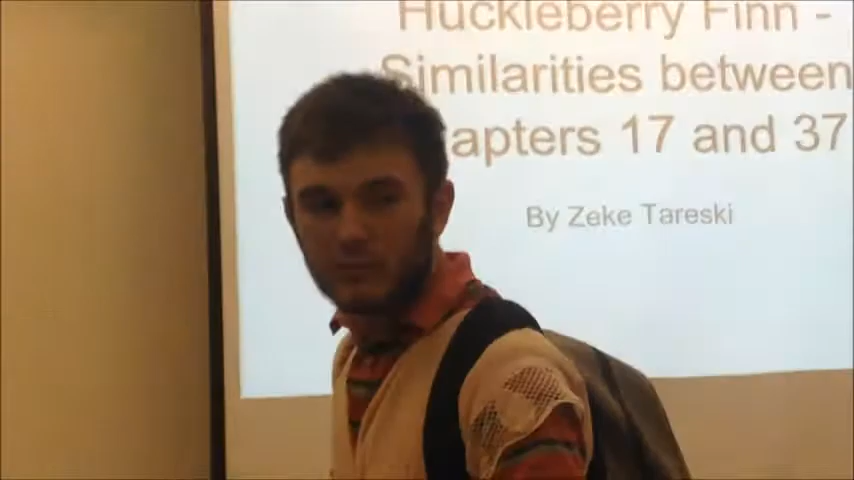 Huckleberry Finn -
Similarities between
apters 17 and 37
By Zeke Tareski